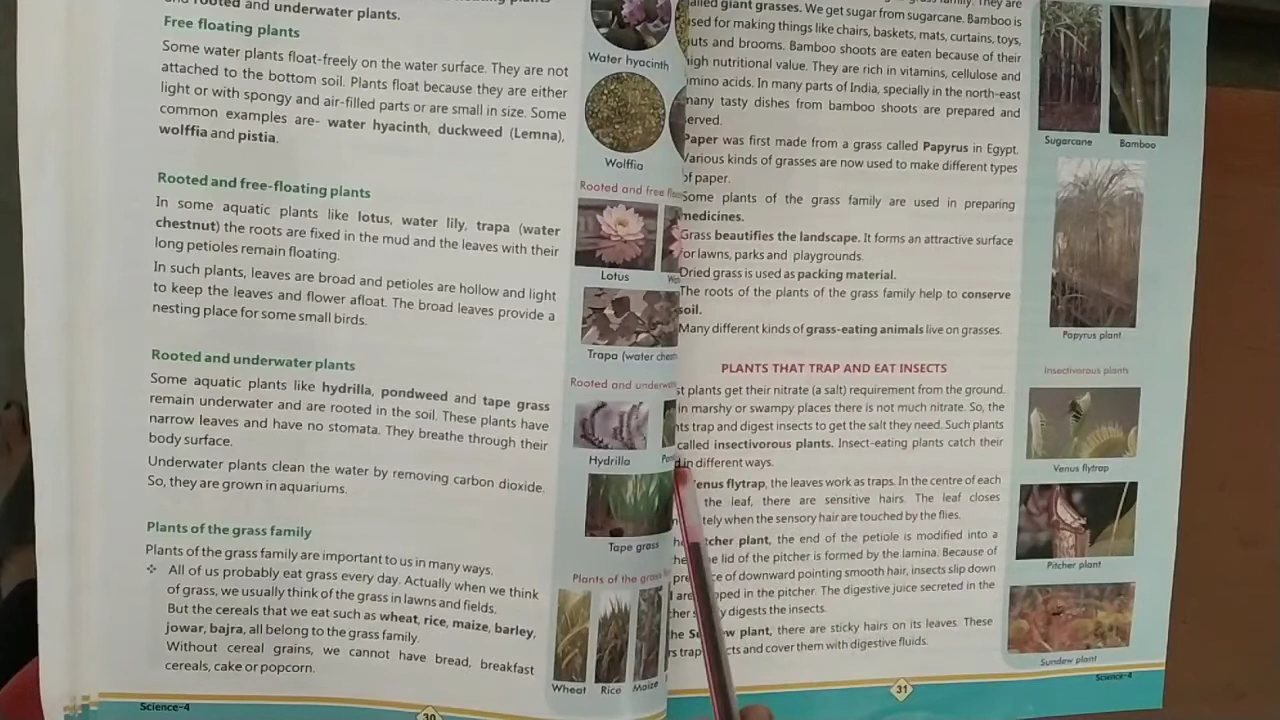 and rooted and underwater plants.
Free floating plants
Some water plants float-freely on the water surface. They are not
attached to the bottom soil. Plants float because they are either
light or with spongy and air-filled parts or are small in size. Some
common examples are- water hyacinth, duckweed (Lemna),
wolffia and pistia.
Rooted and free-floating plants
In some aquatic plants like lotus, water lily, trapa (water
chestnut) the roots are fixed in the mud and the leaves with their
long petioles remain floating.
In such plants, leaves are broad and petioles are hollow and light
to keep the leaves and flower afloat. The broad leaves provide a
nesting place for some small birds.
Rooted and underwater plants
Some aquatic plants like hydrilla, pondweed and tape grass
remain underwater and are rooted in the soil. These plants have
narrow leaves and have no stomata. They breathe through their
body surface.
Underwater plants clean the water by removing carbon dioxide.
So, they are grown in aquariums.
Plants of the grass family
Plants of the grass family are important to us in many ways.
❖ All of us probably eat grass every day. Actually when we think
of grass, we usually think of the grass in lawns and fields.
But the cereals that we eat such as wheat, rice, maize, barley,
jowar, bajra, all belong to the grass family.
Without cereal grains, we cannot have bread, breakfast
cereals, cake or popcorn.
Science-4
30
Water hyacinth
Wolffia
Rooted and free
Lotus
Trapa (water
Rooted and
Hydrilla
Tape grass
Plants of the
Wheat Rice Maize
family. They are
giant grasses. We get sugar from sugarcane. Bamboo is
used for making things like chairs, baskets, mats, curtains, toys,
and brooms. Bamboo shoots are eaten because of their
nutritional value. They are rich in vitamins, cellulose and
acids. In many parts of India, specially in the north-east
many tasty dishes from bamboo shoots are prepared and
Paper was first made from a grass called Papyrus in Egypt.
Various kinds of grasses are now used to make different types
of paper.
Some plants of the grass family are used in preparing
medicines.
Grass beautifies the landscape. It forms an attractive surface
for lawns, parks and playgrounds.
Dried grass is used as packing material.
The roots of the plants of the grass family help to conserve
soil.
Many different kinds of grass-eating animals live on grasses.
PLANTS THAT TRAP AND EAT INSECTS
plants get their nitrate (a salt) requirement from the ground.
in marshy or swampy places there is not much nitrate. So, the
trap and digest insects to get the salt they need. Such plants
called insectivorous plants. Insect-eating plants catch their
in different ways.
flytrap, the leaves work as traps. In the centre of each
the leaf, there are sensitive hairs. The leaf closes
when the sensory hair are touched by the flies.
plant, the end of the petiole is modified into a
lid of the pitcher is formed by the lamina. Because of
of downward pointing smooth hair, insects slip down
in the pitcher. The digestive juice secreted in the
digests the insects.
plant, there are sticky hairs on its leaves. These
and cover them with digestive fluids.
31
Science-4
Sugarcane Bamboo
Papyrus plant
Insectivorous plants
Venus flytrap
Pitcher plant
Sundew plant